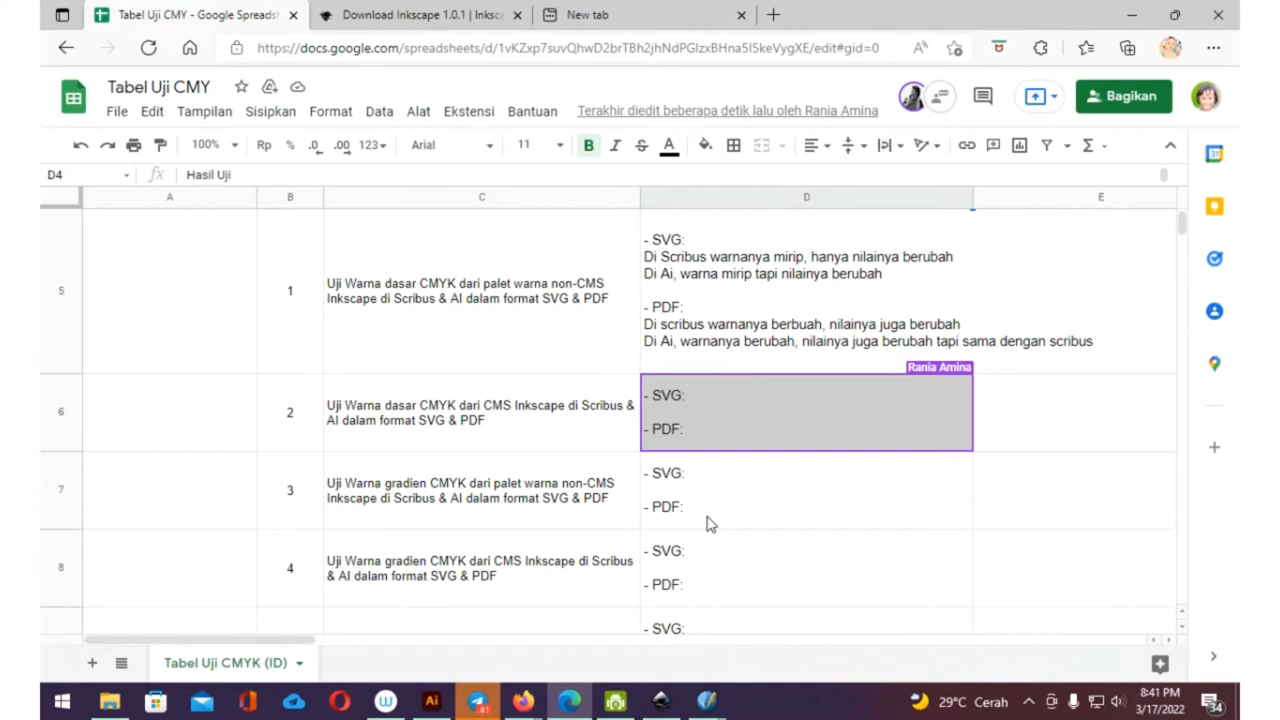 Tabel Uji CMY - Google Spreadsh
Download Inkscape 1.0.1 | Inksca
New tab
https://docs.google.com/spreadsheets/d/1vKZxp7suvQhwD2brTBh2jhNdPGlzxBHna5I5keVygXE/edit#gid=0
Tabel Uji CMY
File Edit Tampilan Sisipkan Format Data Alat Ekstensi Bantuan
Terakhir diedit beberapa detik lalu oleh Rania Amina
Bagikan
100% Rp % .0 .00 123 Arial 11 B I S A
D4 fx Hasil Uji
A B C D E
5
1
Uji Warna dasar CMYK dari palet warna non-CMS
Inkscape di Scribus & AI dalam format SVG & PDF
- SVG:
Di Scribus warnanya mirip, hanya nilainya berubah
Di Ai, warna mirip tapi nilainya berubah
- PDF:
Di scribus warnanya berbuah, nilainya juga berubah
Di Ai, warnanya berubah, nilainya juga berubah tapi sama dengan scribus
Rania Amina
6
2
Uji Warna dasar CMYK dari CMS Inkscape di Scribus &
AI dalam format SVG & PDF
- SVG:
- PDF:
7
3
Uji Warna gradien CMYK dari palet warna non-CMS
Inkscape di Scribus & AI dalam format SVG & PDF
- SVG:
- PDF:
8
4
Uji Warna gradien CMYK dari CMS Inkscape di Scribus
& AI dalam format SVG & PDF
- SVG:
- PDF:
- SVG:
Tabel Uji CMYK (ID)
29°C Cerah
8:41 PM
3/17/2022
34